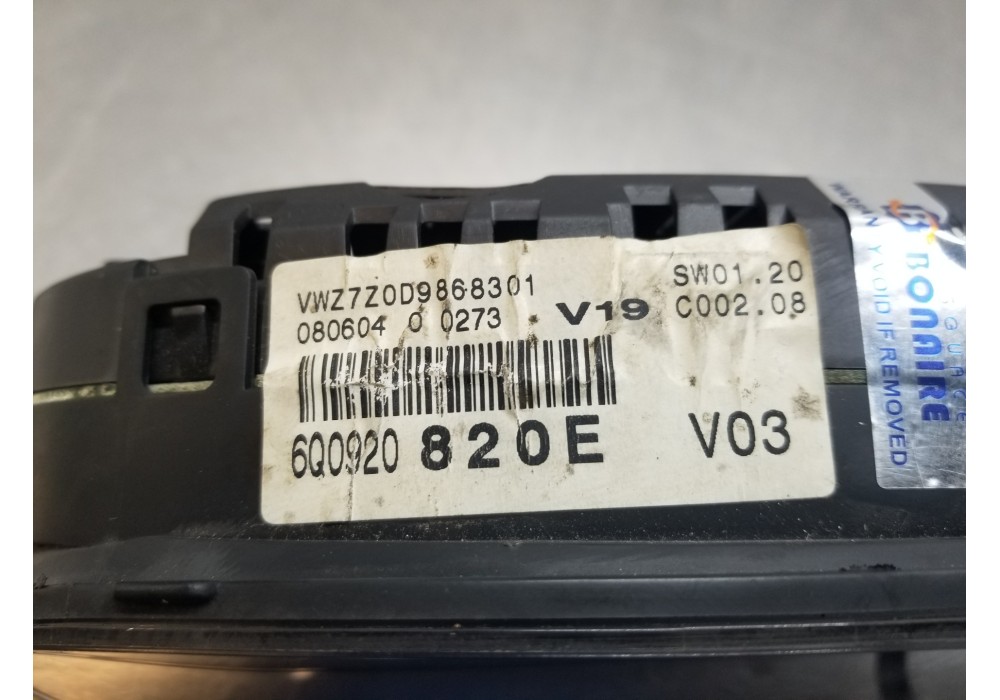 VWZ7Z0D9868301
080604 0 0273 V19
SW01.20
C002.08
6Q0920 820E V03
BONAIRE
VOID IF REMOVED